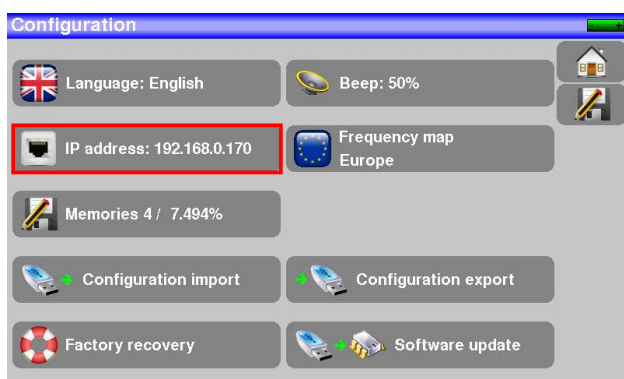 Configuration
Language: English
Beep: 50%
IP address: 192.168.0.170
Frequency map
Europe
Memories 4 / 7.494%
Configuration import
Configuration export
Factory recovery
Software update